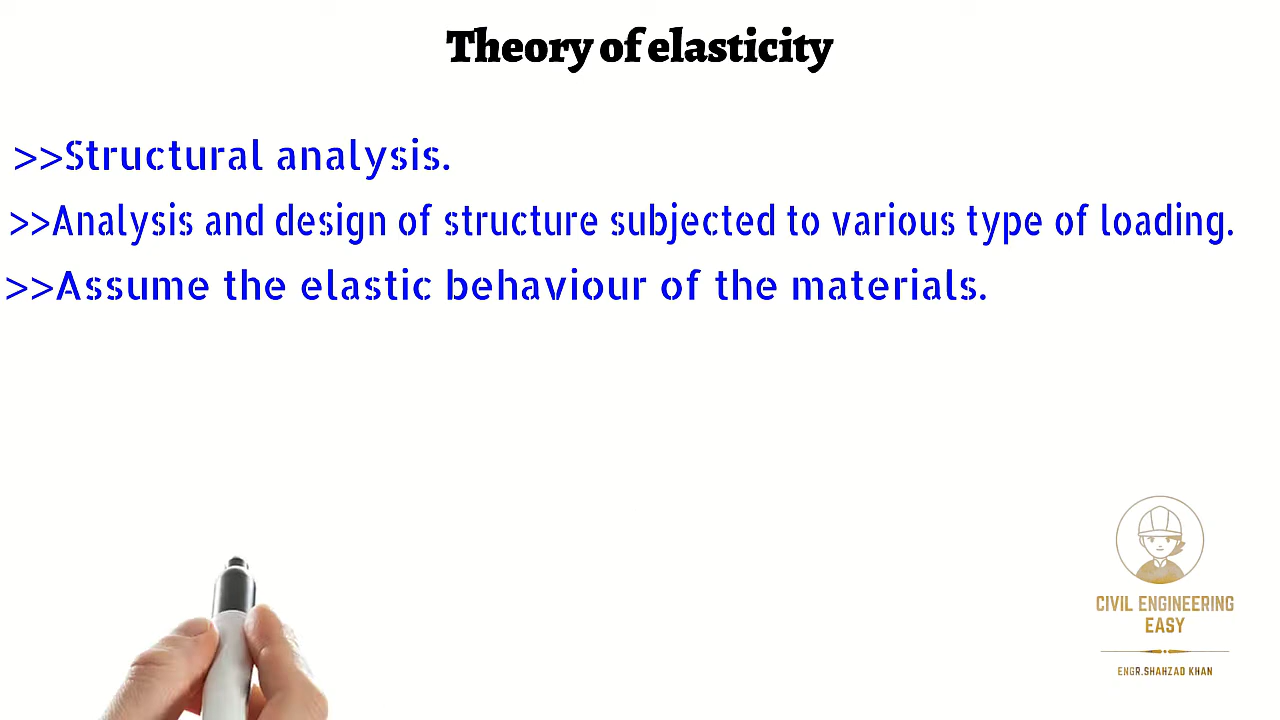 Theory of elasticity
>>Structural analysis.
>>Analysis and design of structure subjected to various type of loading.
>>Assume the elastic behaviour of the materials.
CIVIL ENGINEERING
EASY
ENGR.SHAHZAD KHAN